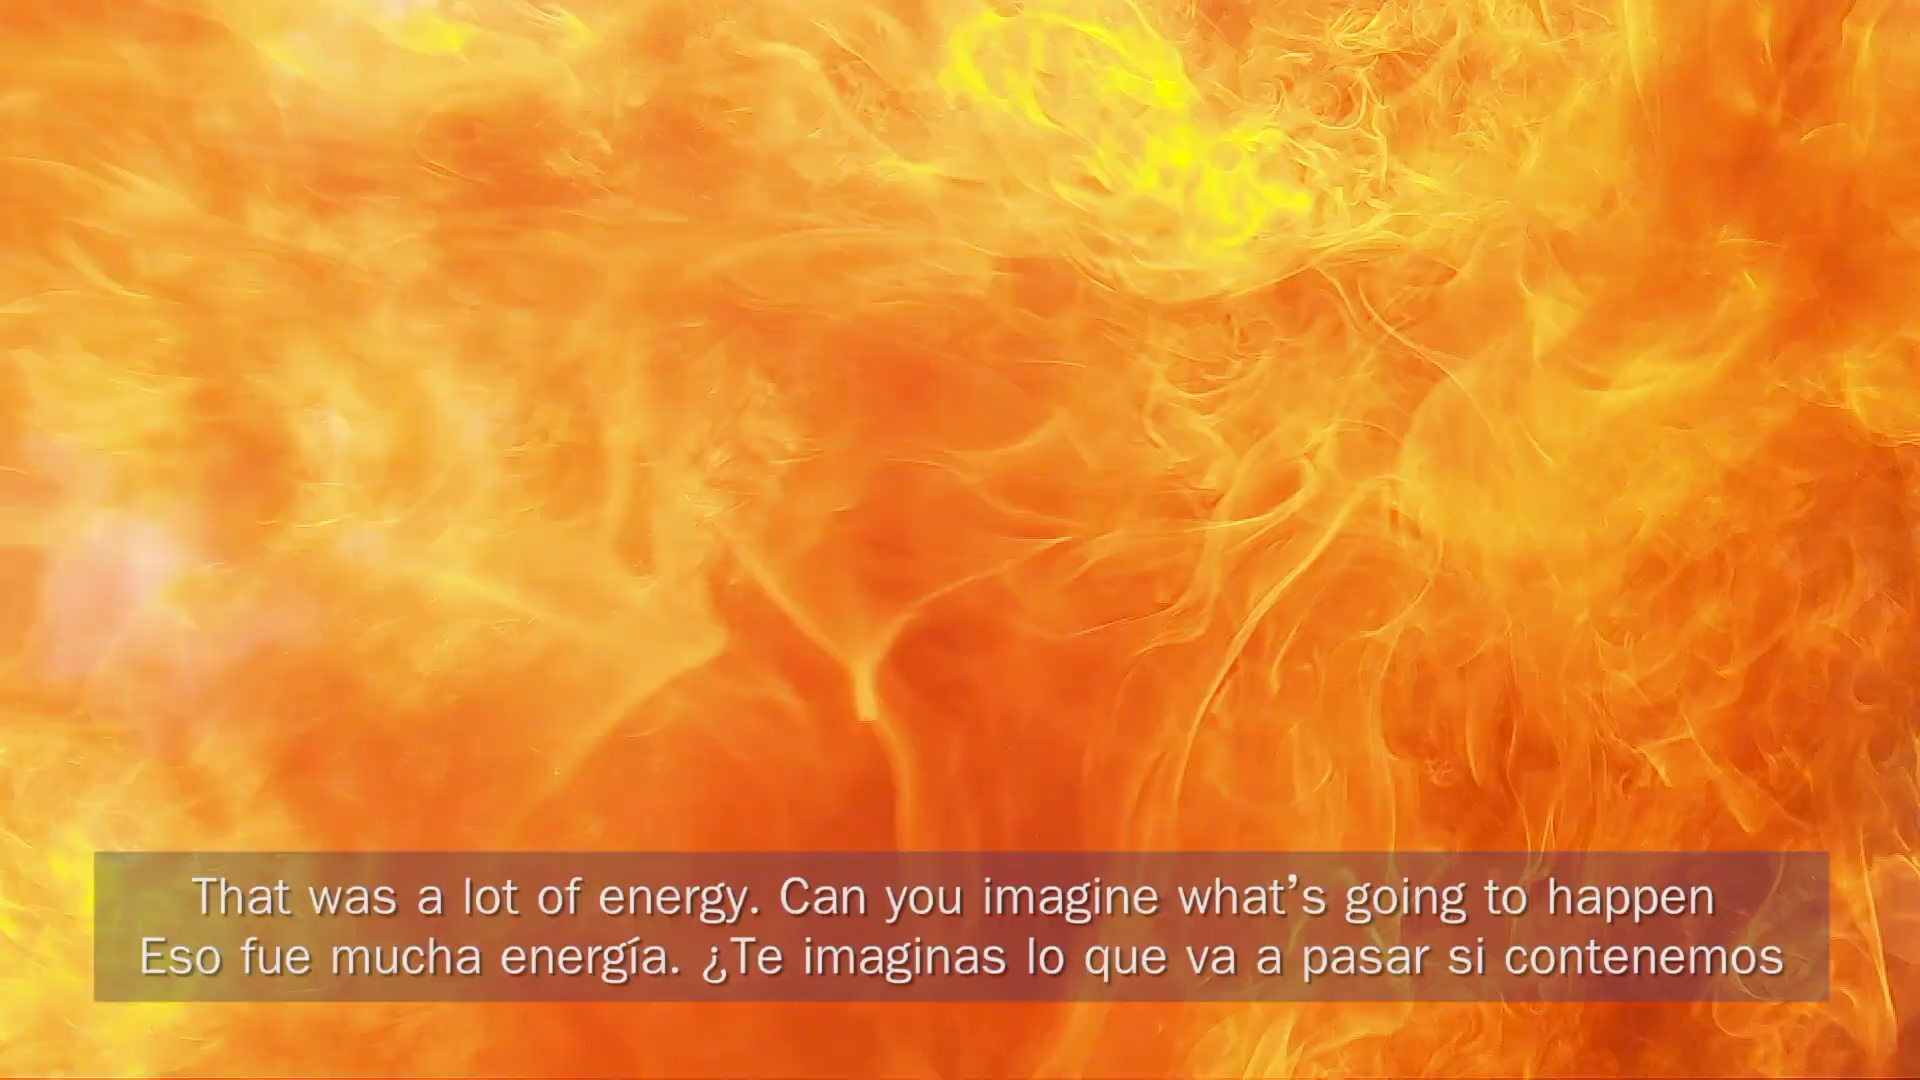 That was a lot of energy. Can you imagine what’s going to happen
Eso fue mucha energía. ¿Te imaginas lo que va a pasar si contenemos